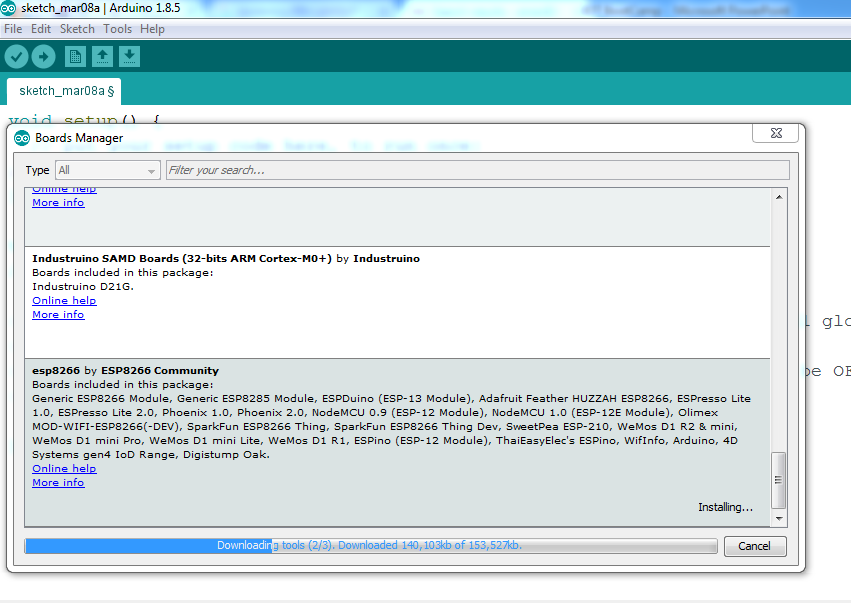 sketch_mar08a | Arduino 1.8.5
File Edit Sketch Tools Help
sketch_mar08a §
void setup() {
Boards Manager
Type All Filter your search...
Online help
More info
Industruino SAMD Boards (32-bits ARM Cortex-M0+) by Industruino
Boards included in this package:
Industruino D21G.
Online help
More info
esp8266 by ESP8266 Community
Boards included in this package:
Generic ESP8266 Module, Generic ESP8285 Module, ESPDuino (ESP-13 Module), Adafruit Feather HUZZAH ESP8266, ESPresso Lite
1.0, ESPresso Lite 2.0, Phoenix 1.0, Phoenix 2.0, NodeMCU 0.9 (ESP-12 Module), NodeMCU 1.0 (ESP-12E Module), Olimex
MOD-WIFI-ESP8266(-DEV), SparkFun ESP8266 Thing, SparkFun ESP8266 Thing Dev, SweetPea ESP-210, WeMos D1 R2 & mini,
WeMos D1 mini Pro, WeMos D1 mini Lite, WeMos D1 R1, ESPino (ESP-12 Module), ThaiEasyElec's ESPino, WifInfo, Arduino, 4D
Systems gen4 IoD Range, Digistump Oak.
Online help
More info
Installing...
Downloading tools (2/3). Downloaded 140,103kb of 153,527kb.
Cancel